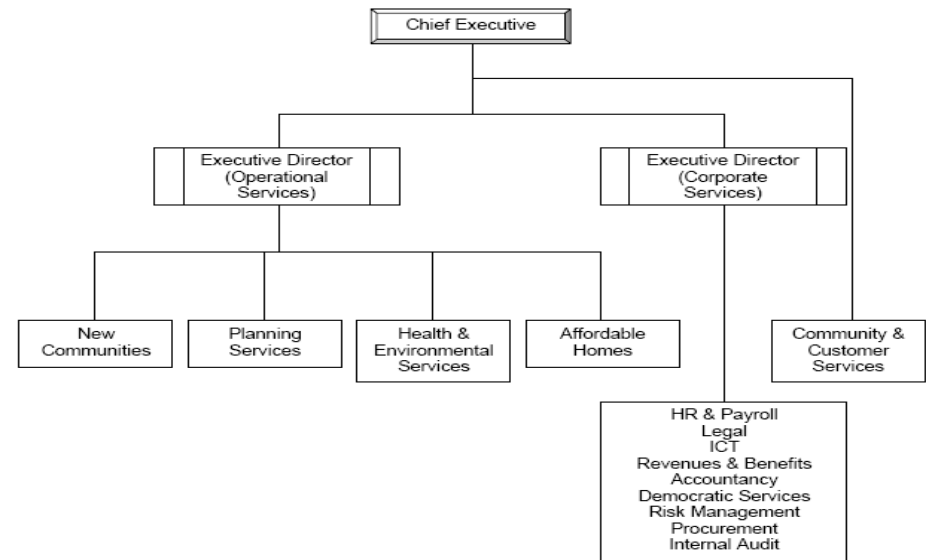 Chief Executive
Executive Director
(Operational
Services)
Executive Director
(Corporate
Services)
New
Communities
Planning
Services
Health &
Environmental
Services
Affordable
Homes
Community &
Customer
Services
HR & Payroll
Legal
ICT
Revenues & Benefits
Accountancy
Democratic Services
Risk Management
Procurement
Internal Audit